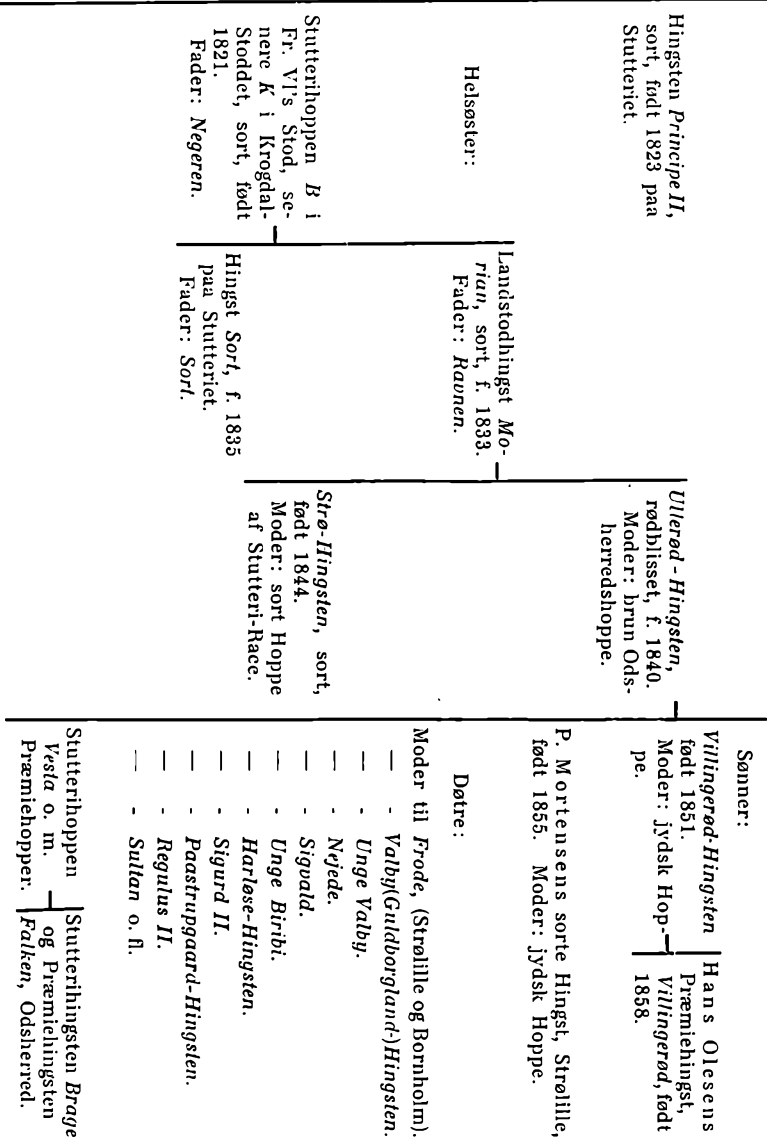 Hingsten Principe II,
sort, født 1823 paa
Stutteriet.
Helsøster:
Stutterihoppen B i
Fr. VI's Stod, se-
nere K i Krogdal-
Stoddet, sort, født
1821.
Fader: Negeren.
Landstodhingst Mo-
rian, sort, f. 1833.
Fader: Ravnen.
Hingst Sort, f. 1835
paa Stutteriet.
Fader: Sort.
Ullerød-Hingsten,
rødblisset, f. 1840.
Moder: brun Ods-
herredshoppe.
Strø-Hingsten, sort,
født 1844.
Moder: sort Hoppe
af Stutteri-Race.
Sønner:
Villingerød-Hingsten
født 1851.
Moder: jydsk Hop-
pe.
Hans Olesens
Præmiehingst,
Villingerød, født
1858.
P. Mortensens sorte Hingst, Strølille,
født 1855. Moder: jydsk Hoppe.
Døtre:
Moder til Frode, (Strølille og Bornholm).
— - Valby(Guldborgland-)Hingsten.
— - Unge Valby.
— - Nejede.
— - Sigvald.
— - Unge Biribi.
— - Harløse-Hingsten.
— - Sigurd II.
— - Paastrupgaard-Hingsten.
— - Regulus II.
— - Sultan o. fl.
Stutterihoppen
Vesta o. m.
Præmiehopper.
Stutterihingsten Brage
og Præmiehingsten
Falken, Odsherred.